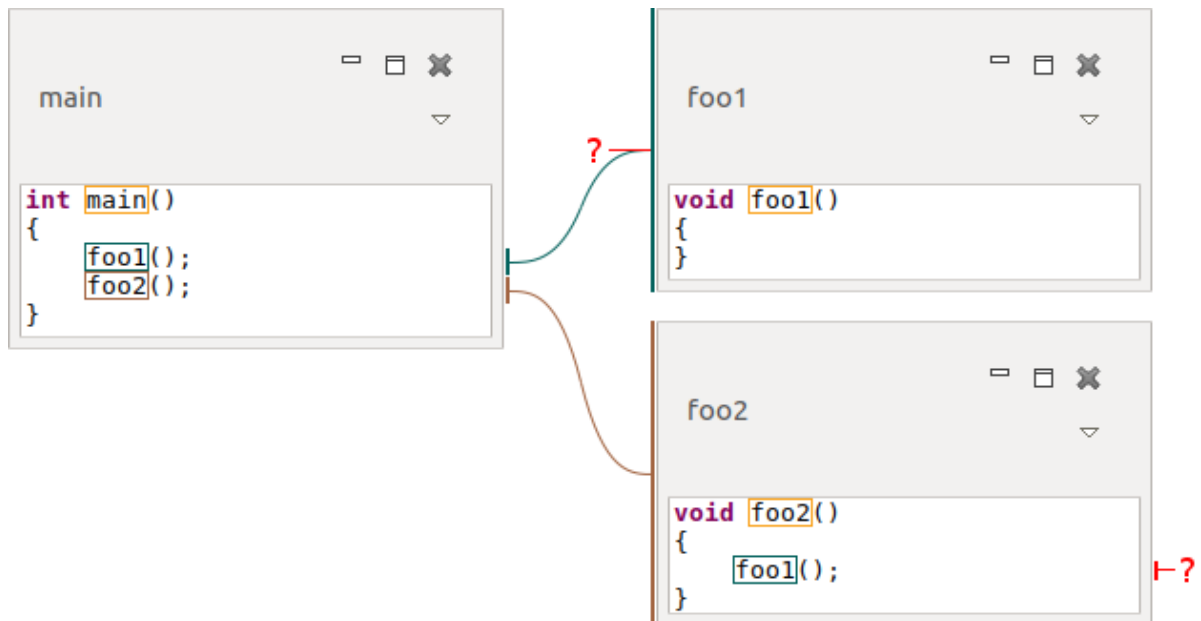 main
int main()
{
foo1();
foo2();
}
?
foo1
void foo1()
{
}
foo2
void foo2()
{
foo1();
}
?